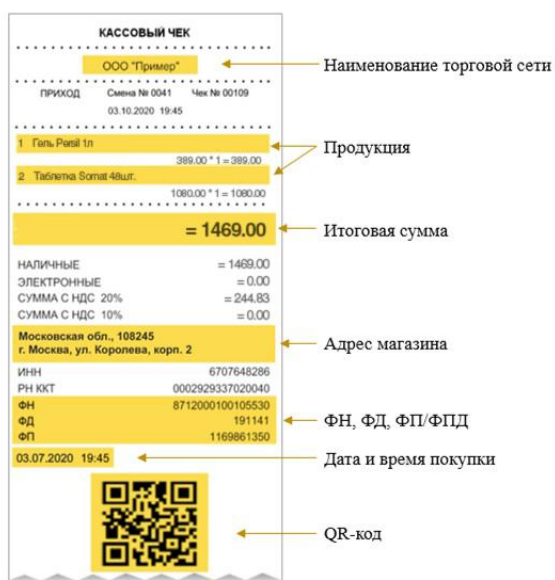 КАССОВЫЙ ЧЕК
ООО "Пример"
Наименование торговой сети
ПРИХОД Смена № 0041 Чек № 00109
03.10.2020 19:45
1 Гель Persil 1л
Продукция
389.00 * 1 = 389.00
2 Таблетка Somat 48шт.
1080.00 * 1 = 1080.00
= 1469.00
Итоговая сумма
НАЛИЧНЫЕ = 1469.00
ЭЛЕКТРОННЫЕ = 0.00
СУММА С НДС 20% = 244.83
СУММА С НДС 10% = 0.00
Московская обл., 108245
г. Москва, ул. Королева, корп. 2
Адрес магазина
ИНН 6707648286
РН ККТ 0002929337020040
ФН 8712000100105530
ФД 191141
ФН, ФД, ФП/ФПД
ФП 1169861350
03.07.2020 19:45
Дата и время покупки
QR-код